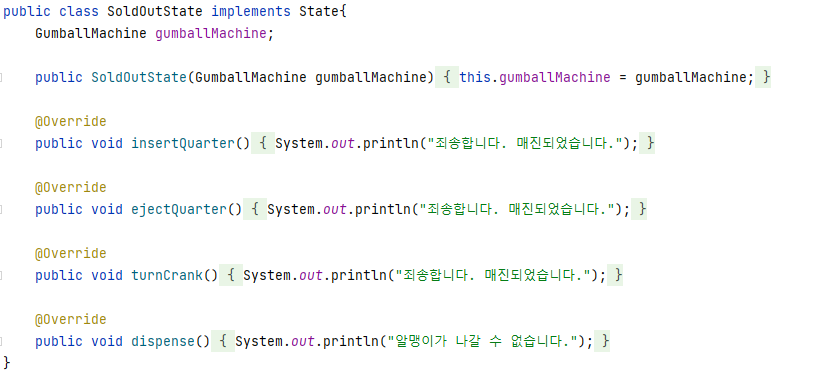 public class SoldOutState implements State{
GumballMachine gumballMachine;
public SoldOutState(GumballMachine gumballMachine) { this.gumballMachine = gumballMachine; }
@Override
public void insertQuarter() { System.out.println("죄송합니다. 매진되었습니다."); }
@Override
public void ejectQuarter() { System.out.println("죄송합니다. 매진되었습니다."); }
@Override
public void turnCrank() { System.out.println("죄송합니다. 매진되었습니다."); }
@Override
public void dispense() { System.out.println("알맹이가 나갈 수 없습니다."); }
}